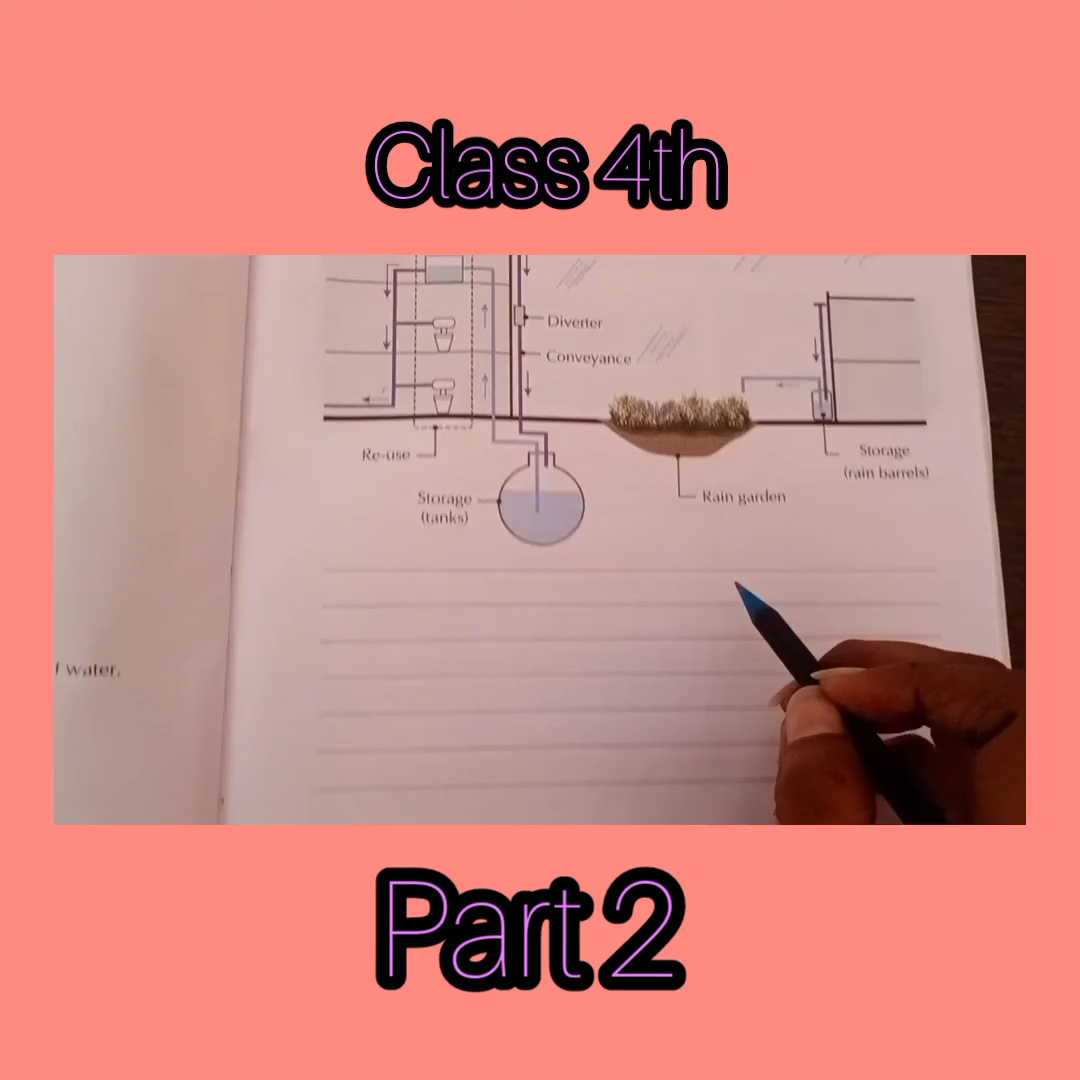 Class 4th
Diverter
Conveyance
Re-use
Storage
(tanks)
Rain garden
Storage
(rain barrels)
f water.
Part 2